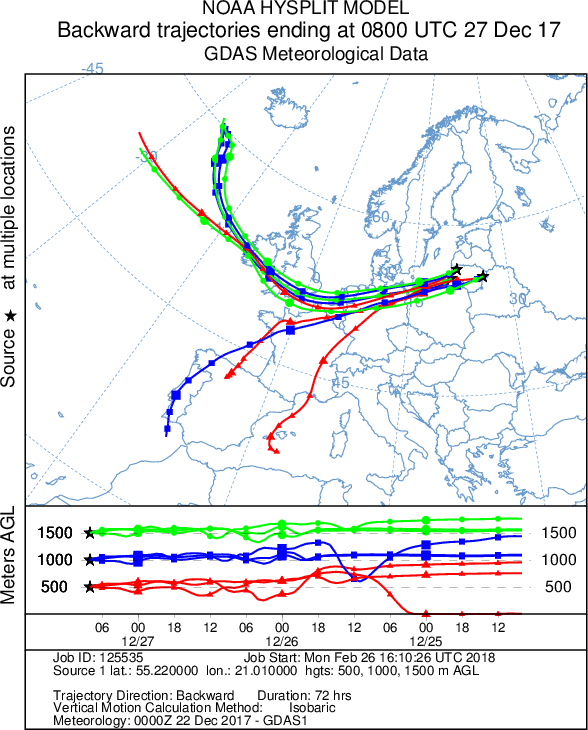 NOAA HYSPLIT MODEL
Backward trajectories ending at 0800 UTC 27 Dec 17
GDAS Meteorological Data
Source ★ at multiple locations
-45
-30
60
30
45
Meters AGL
1500 1500
1000 1000
500 500
06 00 18 12 06 00 18 12 06 00 18 12
12/27 12/26 12/25
Job ID: 125535 Job Start: Mon Feb 26 16:10:26 UTC 2018
Source 1 lat.: 55.220000 lon.: 21.010000 hgts: 500, 1000, 1500 m AGL
Trajectory Direction: Backward Duration: 72 hrs
Vertical Motion Calculation Method: Isobaric
Meteorology: 0000Z 22 Dec 2017 - GDAS1